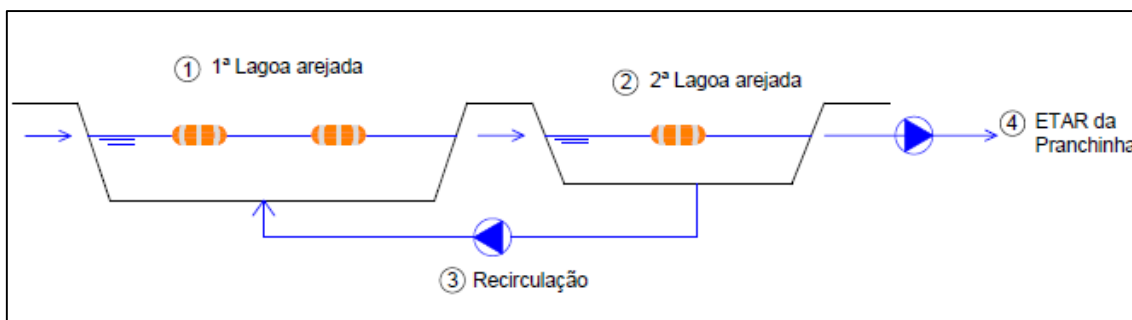 ① 1ª Lagoa arejada
② 2ª Lagoa arejada
④ ETAR da
Pranchinha
③ Recirculação